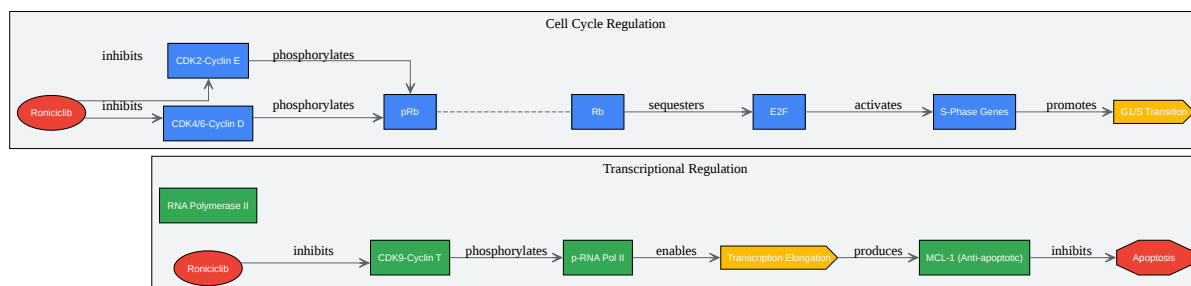 Cell Cycle Regulation
inhibits
CDK2-Cyclin E
phosphorylates
Roniciclib
inhibits
CDK4/6-Cyclin D
phosphorylates
pRb
Rb
sequesters
E2F
activates
S-Phase Genes
promotes
G1/S Transition
Transcriptional Regulation
RNA Polymerase II
Roniciclib
inhibits
CDK9-Cyclin T
phosphorylates
p-RNA Pol II
enables
Transcription Elongation
produces
MCL-1 (Anti-apoptotic)
inhibits
Apoptosis